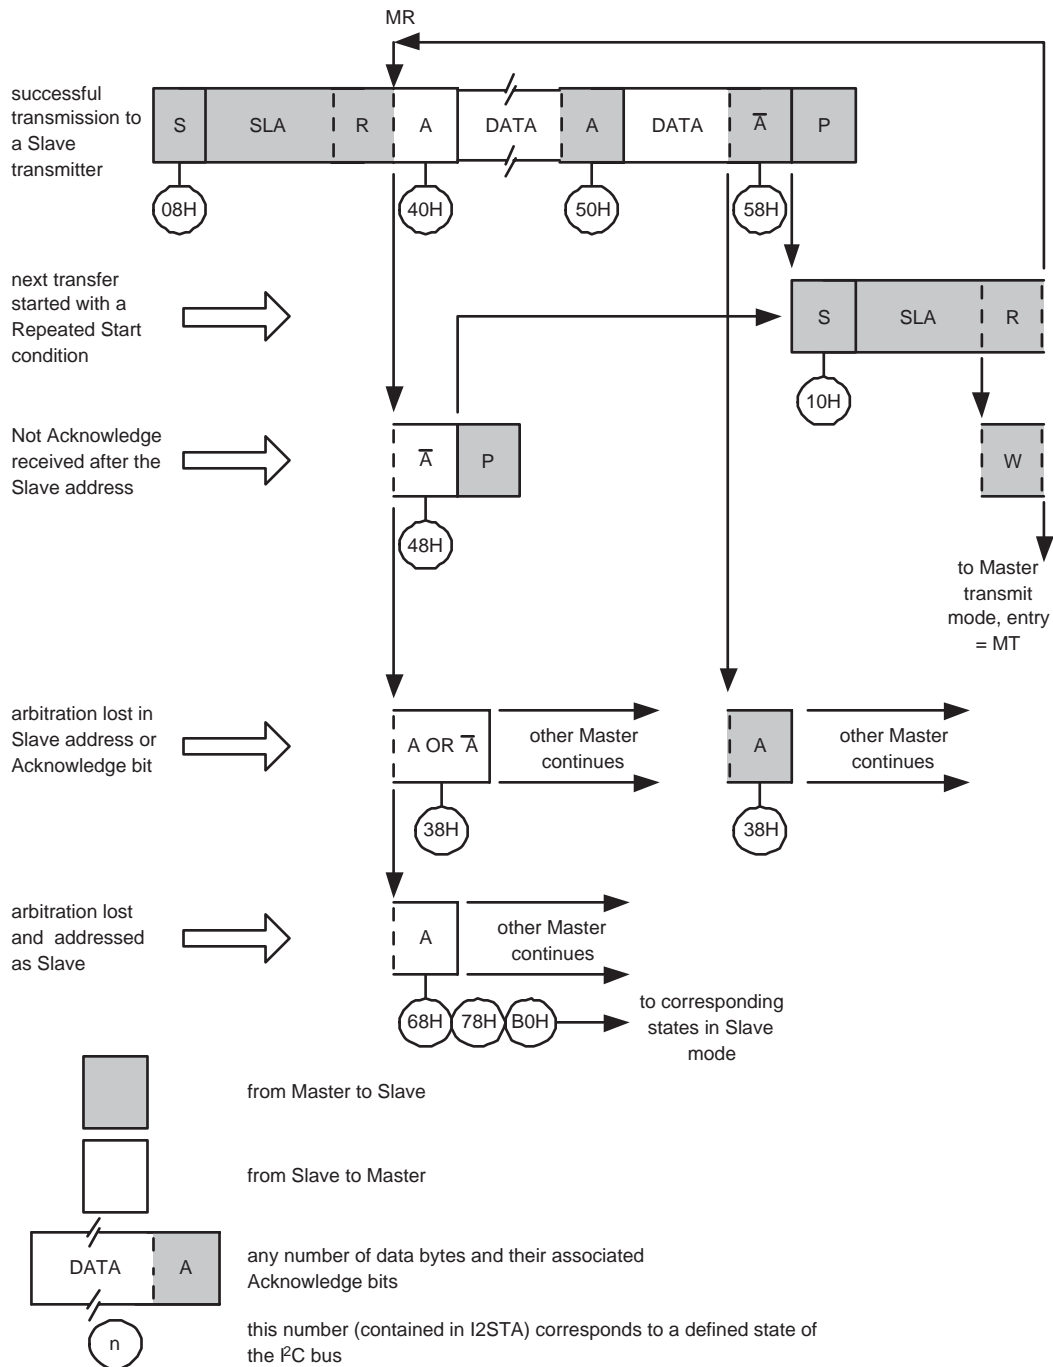 MR
successful
transmission to
a Slave
transmitter
S SLA R A DATA A DATA A̅ P
08H 40H 50H 58H
next transfer
started with a
Repeated Start
condition
S SLA R
10H
Not Acknowledge
received after the
Slave address
A̅ P
W
48H
to Master
transmit
mode, entry
= MT
arbitration lost in
Slave address or
Acknowledge bit
A OR A̅
other Master
continues
A
other Master
continues
38H 38H
arbitration lost
and addressed
as Slave
A
other Master
continues
68H 78H B0H
to corresponding
states in Slave
mode
from Master to Slave
from Slave to Master
DATA A
any number of data bytes and their associated
Acknowledge bits
n
this number (contained in I2STA) corresponds to a defined state of
the I²C bus